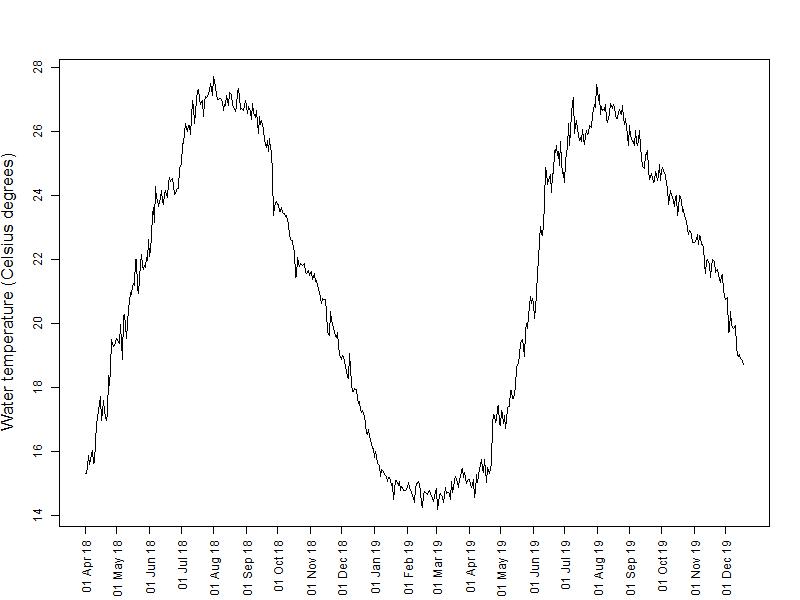 Water temperature (Celsius degrees)
28
26
24
22
20
18
16
14
01 Apr 18
01 May 18
01 Jun 18
01 Jul 18
01 Aug 18
01 Sep 18
01 Oct 18
01 Nov 18
01 Dec 18
01 Jan 19
01 Feb 19
01 Mar 19
01 Apr 19
01 May 19
01 Jun 19
01 Jul 19
01 Aug 19
01 Sep 19
01 Oct 19
01 Nov 19
01 Dec 19